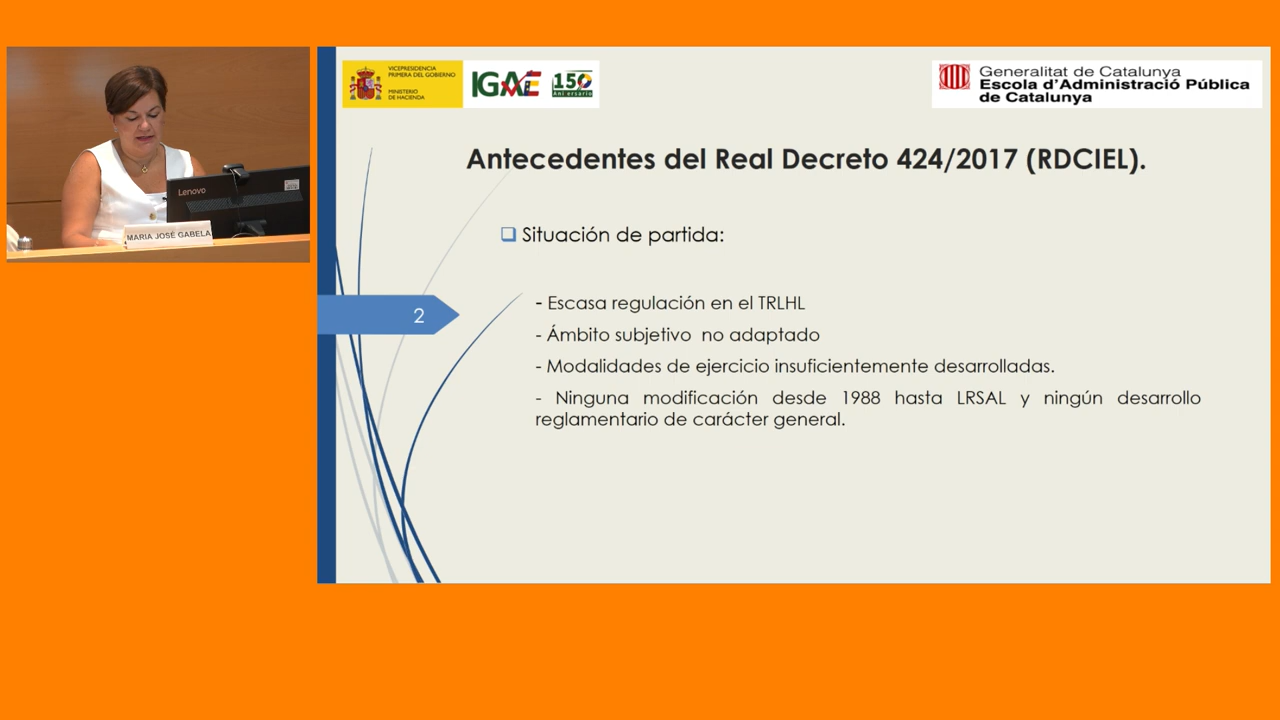 Lenovo
MARIA JOSÉ GABELA
VICEPRESIDENCIA
PRIMERA DEL GOBIERNO
MINISTERIO
DE HACIENDA
IGAE
150
Aniversario
Generalitat de Catalunya
Escola d'Administració Pública
de Catalunya
Antecedentes del Real Decreto 424/2017 (RDCIEL).
Situación de partida:
2
- Escasa regulación en el TRLHL
- Ámbito subjetivo no adaptado
- Modalidades de ejercicio insuficientemente desarrolladas.
- Ninguna modificación desde 1988 hasta LRSAL y ningún desarrollo
reglamentario de carácter general.